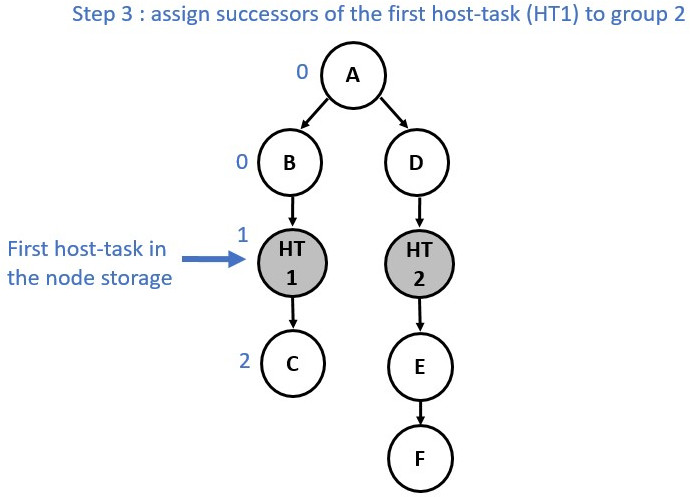 Step 3 : assign successors of the first host-task (HT1) to group 2
0
A
0
B
D
1
First host-task in
the node storage
HT
1
HT
2
2
C
E
F